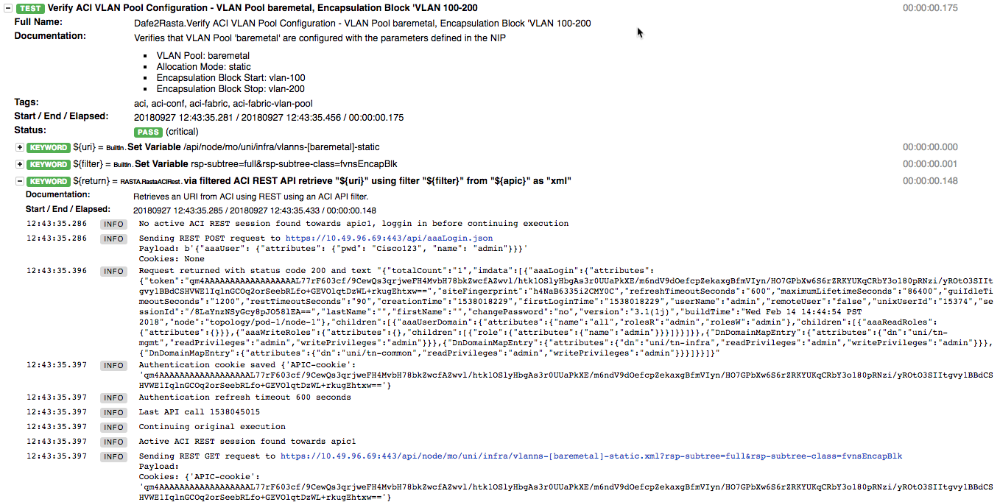 TEST Verify ACI VLAN Pool Configuration - VLAN Pool baremetal, Encapsulation Block 'VLAN 100-200 00:00:00.175
Full Name: Dafe2Rasta.Verify ACI VLAN Pool Configuration - VLAN Pool baremetal, Encapsulation Block 'VLAN 100-200
Documentation: Verifies that VLAN Pool 'baremetal' are configured with the parameters defined in the NIP
VLAN Pool: baremetal
Allocation Mode: static
Encapsulation Block Start: vlan-100
Encapsulation Block Stop: vlan-200
Tags: aci, aci-conf, aci-fabric, aci-fabric-vlan-pool
Start / End / Elapsed: 20180927 12:43:35.281 / 20180927 12:43:35.456 / 00:00:00.175
Status: PASS (critical)
KEYWORD ${uri} = BuiltIn.Set Variable /api/node/mo/uni/infra/vlanns-[baremetal]-static 00:00:00.000
KEYWORD ${filter} = BuiltIn.Set Variable rsp-subtree=full&rsp-subtree-class=fvnsEncapBlk 00:00:00.001
KEYWORD ${return} = RASTA.RastaACIRest.via filtered ACI REST API retrieve "${uri}" using filter "${filter}" from "${apic}" as "xml" 00:00:00.148
Documentation: Retrieves an URI from ACI using REST using an ACI API filter.
Start / End / Elapsed: 20180927 12:43:35.285 / 20180927 12:43:35.433 / 00:00:00.148
12:43:35.286 INFO No active ACI REST session found towards apic1, loggin in before continuing execution
12:43:35.286 INFO Sending REST POST request to https://10.49.96.69:443/api/aaaLogin.json
Payload: b'{"aaaUser": {"attributes": {"pwd": "Cisco123", "name": "admin"}}}'
Cookies: None
12:43:35.396 INFO Request returned with status code 200 and text "{"totalCount":"1","imdata":[{"aaaLogin":{"attributes":
{"token":"qm4AAAAAAAAAAAAAAAAAAL77rF603cf/9CewQs3qrjweFH4MvbH78bkZwcfAZwvl/htk1OSlyHbgAs3r0UUaPkXE/m6ndV9dOefcpZekaxgBfmVIyn/HO7GPbXw6S6rZRKYUKqCRbY3o180pRNzi/yROtO3SIIt
gvy1BBdCSHVWE1IqlnGCOq2orSeebRLfo+GEVOlqtDzWL+rkugEhtxw==","siteFingerprint":"h4NaB6335i2CMY0C","refreshTimeoutSeconds":"600","maximumLifetimeSeconds":"86400","guiIdleTi
meoutSeconds":"1200","restTimeoutSeconds":"90","creationTime":"1538018229","firstLoginTime":"1538018229","userName":"admin","remoteUser":"false","unixUserId":"15374","se
ssionId":"/8LaYnzNSyGcy8pJO58lEA==","lastName":"","firstName":"","changePassword":"no","version":"3.1(1j)","buildTime":"Wed Feb 14 14:44:54 PST
2018","node":"topology/pod-1/node-1"},"children":[{"aaaUserDomain":{"attributes":{"name":"all","rolesR":"admin","rolesW":"admin"},"children":[{"aaaReadRoles":
{"attributes":{}}},{"aaaWriteRoles":{"attributes":{},"children":[{"role":{"attributes":{"name":"admin"}}}]}}]}},{"DnDomainMapEntry":{"attributes":{"dn":"uni/tn-
mgmt","readPrivileges":"admin","writePrivileges":"admin"}}},{"DnDomainMapEntry":{"attributes":{"dn":"uni/tn-infra","readPrivileges":"admin","writePrivileges":"admin"}}},
{"DnDomainMapEntry":{"attributes":{"dn":"uni/tn-common","readPrivileges":"admin","writePrivileges":"admin"}}}]}}]}"
12:43:35.397 INFO Authentication cookie saved {'APIC-cookie':
'qm4AAAAAAAAAAAAAAAAAAL77rF603cf/9CewQs3qrjweFH4MvbH78bkZwcfAZwvl/htk1OSlyHbgAs3r0UUaPkXE/m6ndV9dOefcpZekaxgBfmVIyn/HO7GPbXw6S6rZRKYUKqCRbY3o180pRNzi/yROtO3SIItgvy1BBdCS
HVWE1IqlnGCOq2orSeebRLfo+GEVOlqtDzWL+rkugEhtxw=='}
12:43:35.397 INFO Authentication refresh timeout 600 seconds
12:43:35.397 INFO Last API call 1538045015
12:43:35.397 INFO Continuing original execution
12:43:35.397 INFO Active ACI REST session found towards apic1
12:43:35.397 INFO Sending REST GET request to https://10.49.96.69:443/api/node/mo/uni/infra/vlanns-[baremetal]-static.xml?rsp-subtree=full&rsp-subtree-class=fvnsEncapBlk
Payload:
Cookies: {'APIC-cookie':
'qm4AAAAAAAAAAAAAAAAAAL77rF603cf/9CewQs3qrjweFH4MvbH78bkZwcfAZwvl/htk1OSlyHbgAs3r0UUaPkXE/m6ndV9dOefcpZekaxgBfmVIyn/HO7GPbXw6S6rZRKYUKqCRbY3o180pRNzi/yROtO3SIItgvy1BBdCS
HVWE1IqlnGCOq2orSeebRLfo+GEVOlqtDzWL+rkugEhtxw=='}